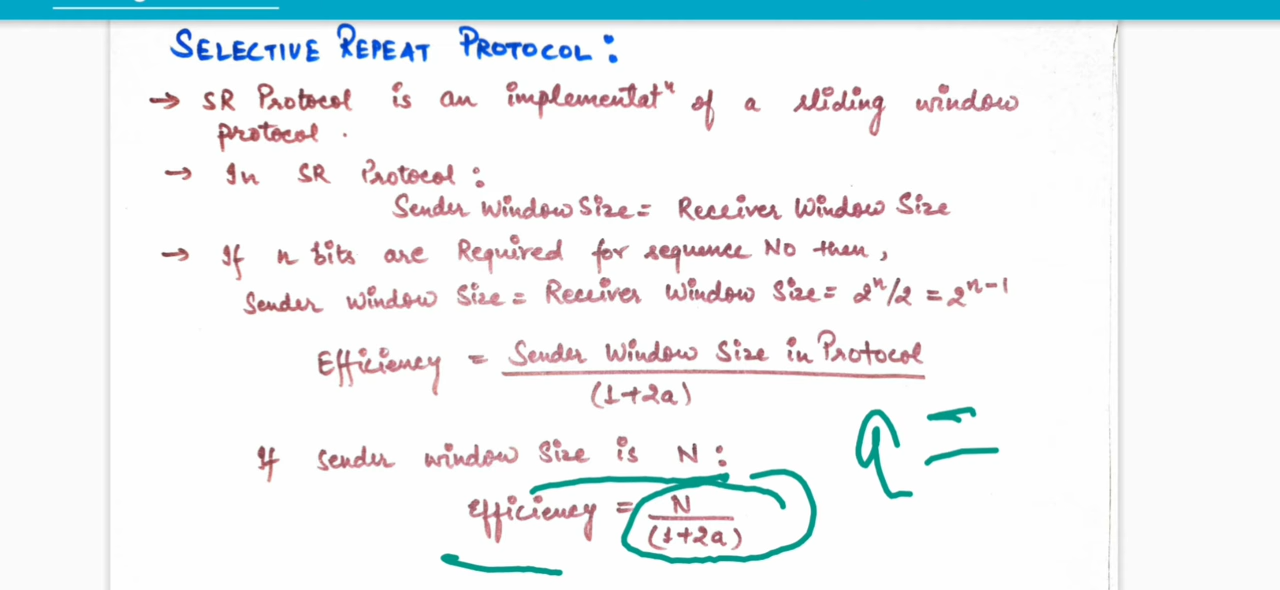 SELECTIVE REPEAT PROTOCOL:
→ SR Protocol is an implementatⁿ of a sliding window
protocol.
→ In SR Protocol:
Sender Window Size = Receiver Window Size
→ If n bits are Required for sequence No then,
Sender Window Size = Receiver Window Size = 2ⁿ/2 = 2ⁿ⁻¹
Efficiency = Sender Window Size in Protocol
(1+2a)
If sender window size is N:
Efficiency = N
(1+2a)
a =